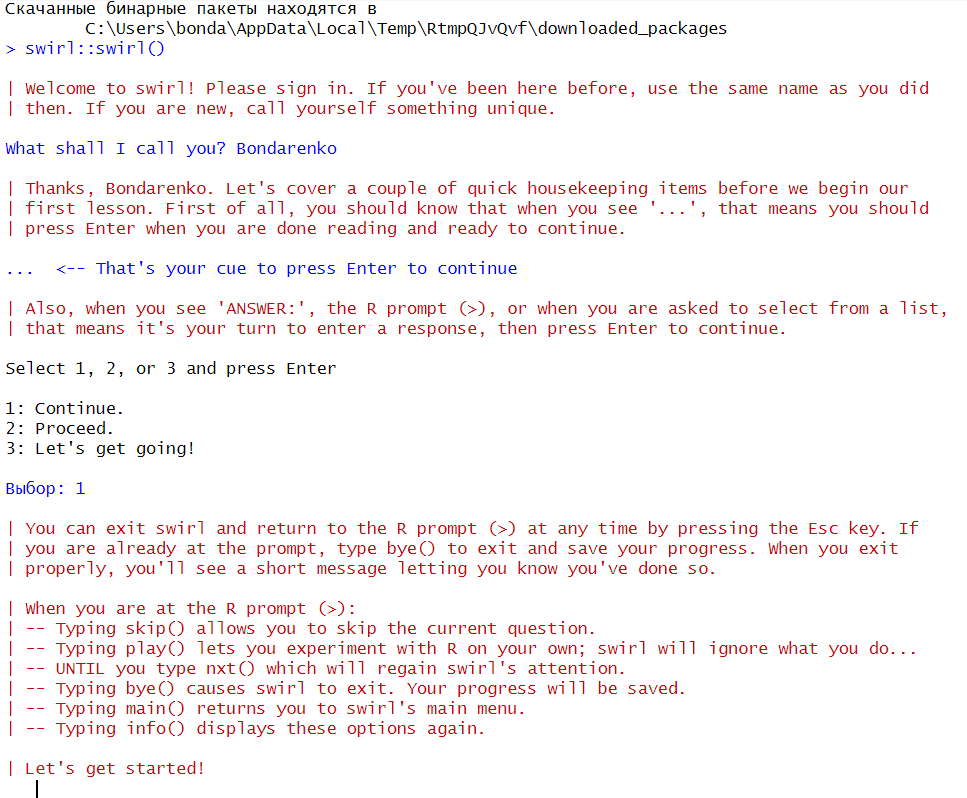 Скачанные бинарные пакеты находятся в
C:\Users\bonda\AppData\Local\Temp\RtmpQJvQvf\downloaded_packages
> swirl::swirl()
| Welcome to swirl! Please sign in. If you've been here before, use the same name as you did
| then. If you are new, call yourself something unique.
What shall I call you? Bondarenko
| Thanks, Bondarenko. Let's cover a couple of quick housekeeping items before we begin our
| first lesson. First of all, you should know that when you see '...', that means you should
| press Enter when you are done reading and ready to continue.
... <-- That's your cue to press Enter to continue
| Also, when you see 'ANSWER:', the R prompt (>), or when you are asked to select from a list,
| that means it's your turn to enter a response, then press Enter to continue.
Select 1, 2, or 3 and press Enter
1: Continue.
2: Proceed.
3: Let's get going!
Выбор: 1
| You can exit swirl and return to the R prompt (>) at any time by pressing the Esc key. If
| you are already at the prompt, type bye() to exit and save your progress. When you exit
| properly, you'll see a short message letting you know you've done so.
| When you are at the R prompt (>):
| -- Typing skip() allows you to skip the current question.
| -- Typing play() lets you experiment with R on your own; swirl will ignore what you do...
| -- UNTIL you type nxt() which will regain swirl's attention.
| -- Typing bye() causes swirl to exit. Your progress will be saved.
| -- Typing main() returns you to swirl's main menu.
| -- Typing info() displays these options again.
| Let's get started!